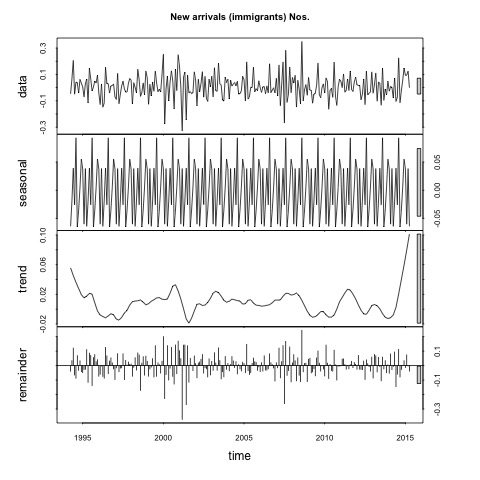 New arrivals (immigrants) Nos.
data
-0.3 -0.1 0.1 0.3
seasonal
-0.05 0.00 0.05
trend
-0.02 0.02 0.06 0.10
remainder
-0.3 -0.1 0.1
1995 2000 2005 2010 2015
time